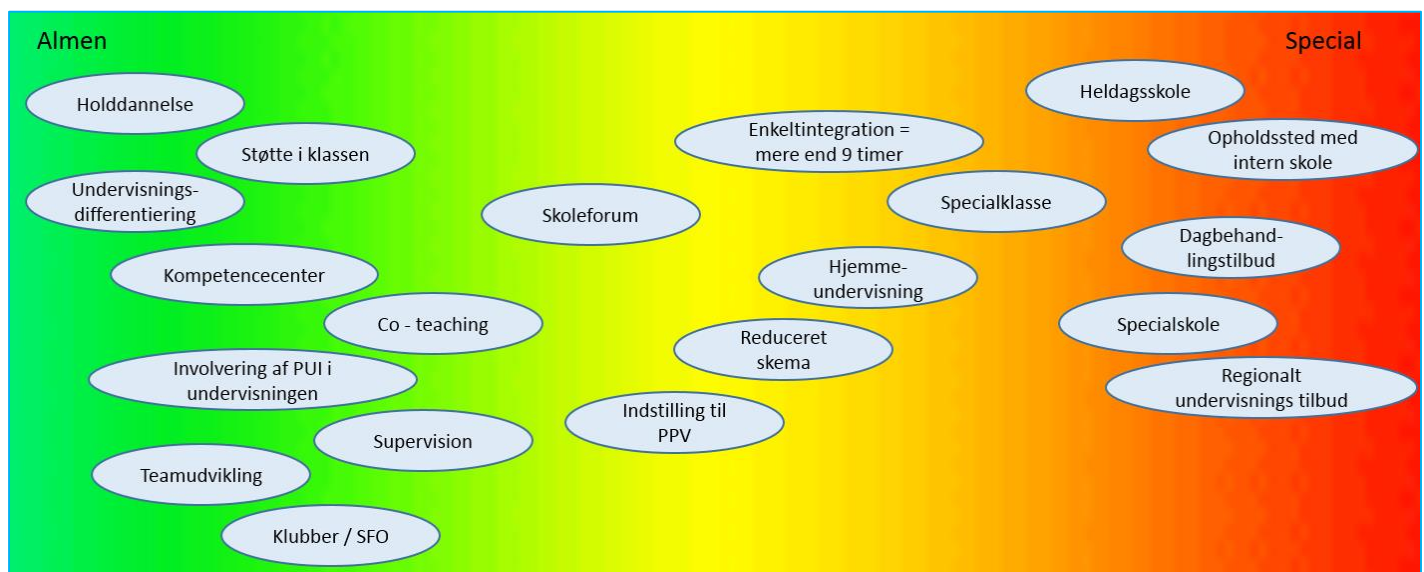 Almen
Special
Holddannelse
Støtte i klassen
Undervisnings-
differentiering
Kompetencecenter
Co - teaching
Involvering af PUI i
undervisningen
Supervision
Teamudvikling
Klubber / SFO
Skoleforum
Enkeltintegration =
mere end 9 timer
Specialklasse
Hjemme-
undervisning
Reduceret
skema
Indstilling til
PPV
Heldagsskole
Opholdssted med
intern skole
Dagbehand-
lingstilbud
Specialskole
Regionalt
undervisnings tilbud